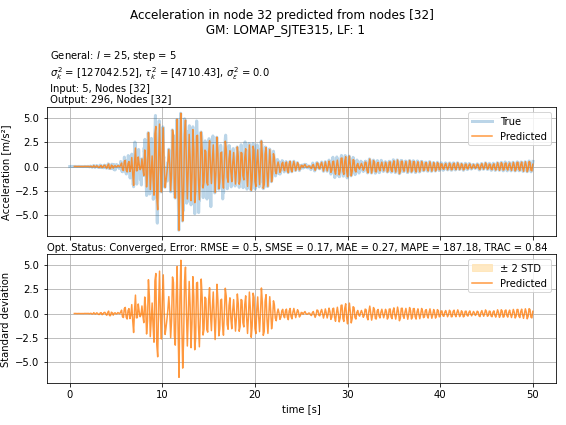 Acceleration in node 32 predicted from nodes [32]
GM: LOMAP_SJTE315, LF: 1
General: l = 25, step = 5
σ²ₖ = [127042.52], τ²ₖ = [4710.43], σ²ε = 0.0
Input: 5, Nodes [32]
Output: 296, Nodes [32]
5.0
2.5
0.0
−2.5
−5.0
Acceleration [m/s²]
True
Predicted
Opt. Status: Converged, Error: RMSE = 0.5, SMSE = 0.17, MAE = 0.27, MAPE = 187.18, TRAC = 0.84
5.0
2.5
0.0
−2.5
−5.0
Standard deviation
± 2 STD
Predicted
0 10 20 30 40 50
time [s]